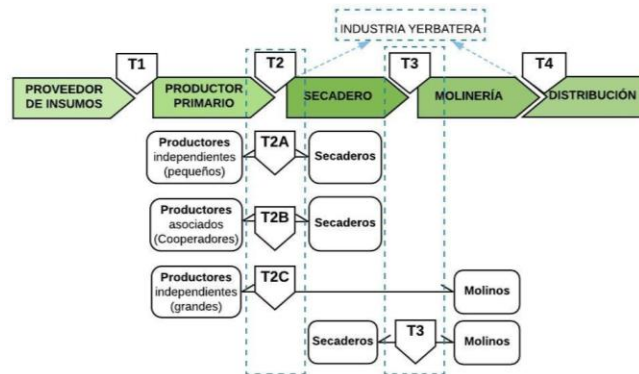 INDUSTRIA YERBATERA
T1
T2
T3
T4
PROVEEDOR
DE INSUMOS
PRODUCTOR
PRIMARIO
SECADERO
MOLINERÍA
DISTRIBUCIÓN
Productores
independientes
(pequeños)
T2A
Secaderos
Productores
asociados
(Cooperadores)
T2B
Secaderos
Productores
independientes
(grandes)
T2C
Molinos
Secaderos
T3
Molinos